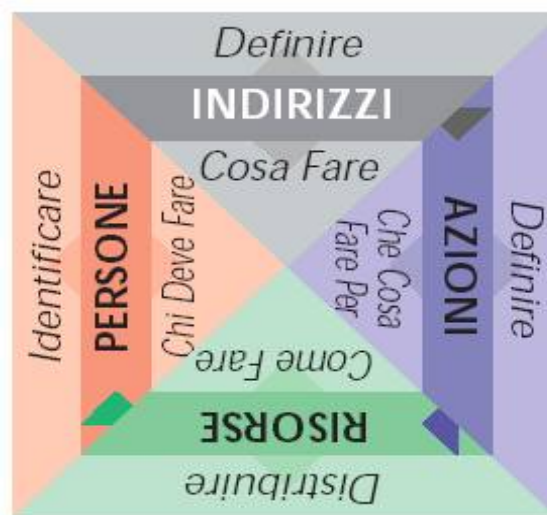 Definire
INDIRIZZI
Cosa Fare
Identificare
PERSONE
Chi Deve Fare
Che Cosa
Fare Per
AZIONI
Definire
Come Fare
RISORSE
Distribuire